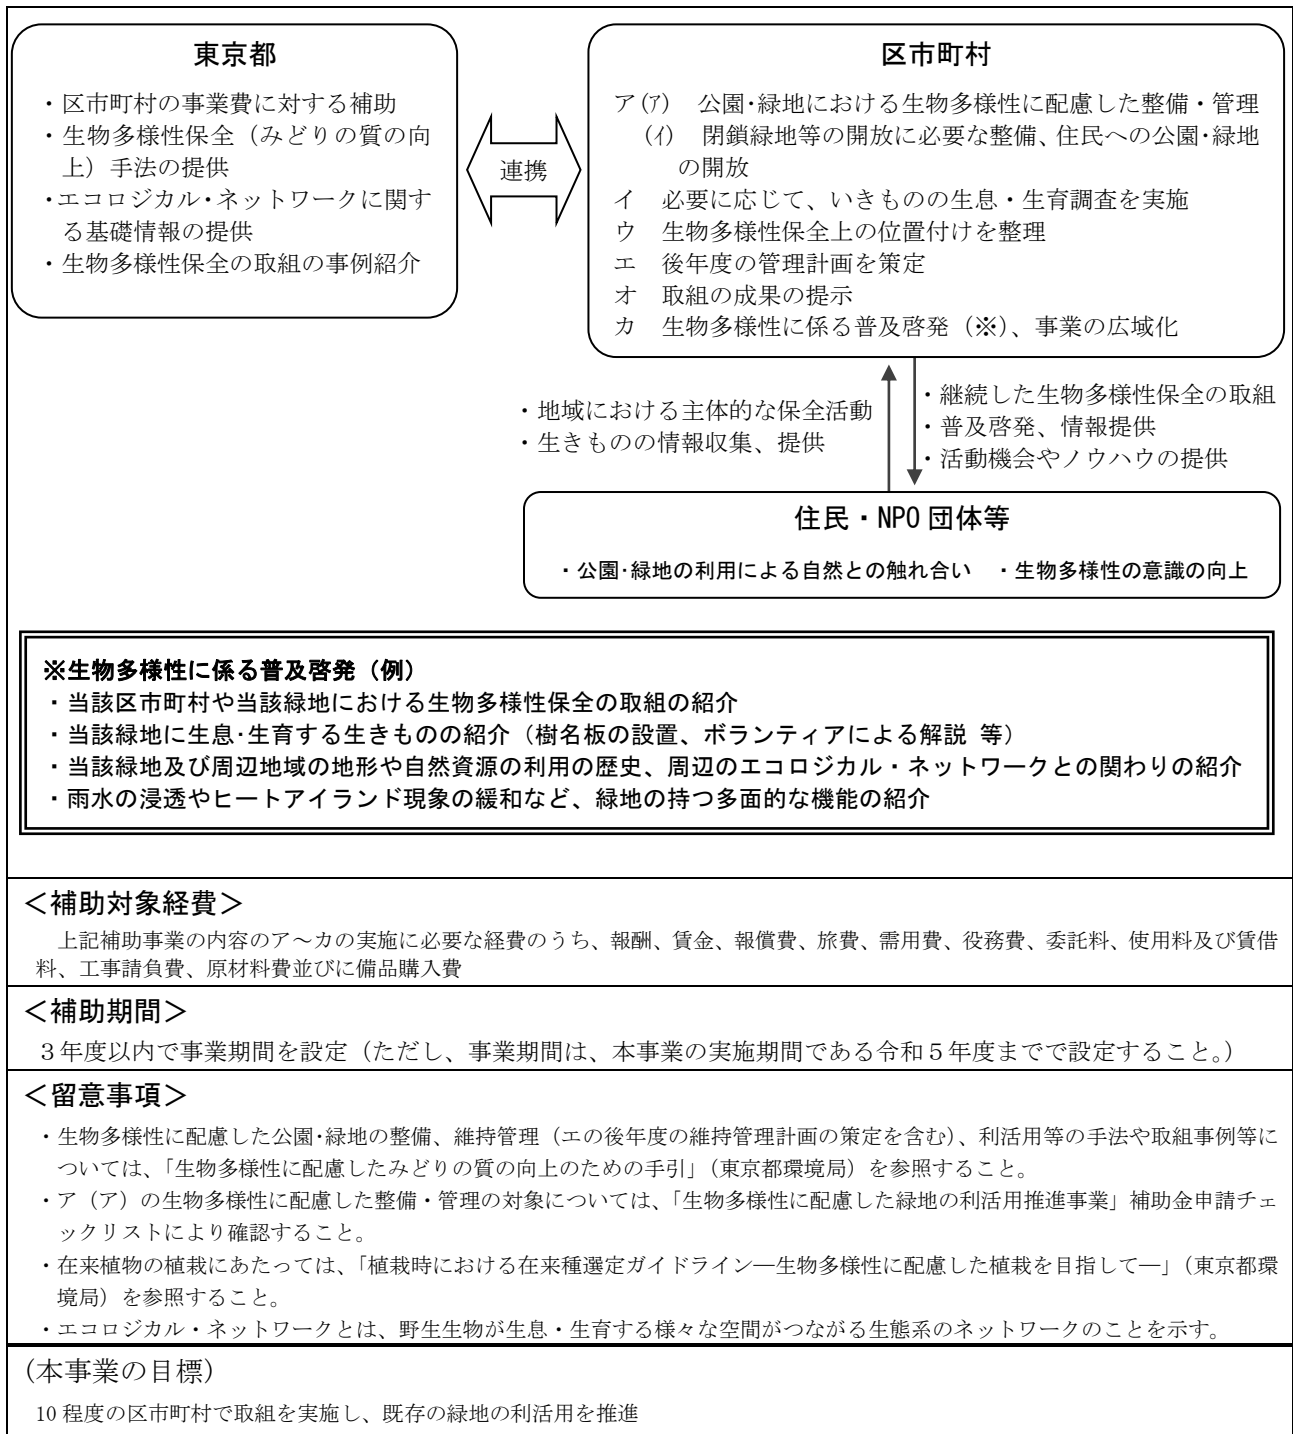 東京都
・区市町村の事業費に対する補助
・生物多様性保全（みどりの質の向
上）手法の提供
・エコロジカル・ネットワークに関す
る基礎情報の提供
・生物多様性保全の取組の事例紹介
連携
区市町村
ア(ｱ)　公園･緑地における生物多様性に配慮した整備・管理
(ｲ)　閉鎖緑地等の開放に必要な整備、住民への公園･緑地
の開放
イ　必要に応じて、いきものの生息・生育調査を実施
ウ　生物多様性保全上の位置付けを整理
エ　後年度の管理計画を策定
オ　取組の成果の提示
カ　生物多様性に係る普及啓発（※）、事業の広域化
・地域における主体的な保全活動
・生きものの情報収集、提供
・継続した生物多様性保全の取組
・普及啓発、情報提供
・活動機会やノウハウの提供
住民・NPO 団体等
・公園･緑地の利用による自然との触れ合い　・生物多様性の意識の向上
※生物多様性に係る普及啓発（例）
・当該区市町村や当該緑地における生物多様性保全の取組の紹介
・当該緑地に生息･生育する生きものの紹介（樹名板の設置、ボランティアによる解説 等）
・当該緑地及び周辺地域の地形や自然資源の利用の歴史、周辺のエコロジカル・ネットワークとの関わりの紹介
・雨水の浸透やヒートアイランド現象の緩和など、緑地の持つ多面的な機能の紹介
＜補助対象経費＞
上記補助事業の内容のア～カの実施に必要な経費のうち、報酬、賃金、報償費、旅費、需用費、役務費、委託料、使用料及び賃借
料、工事請負費、原材料費並びに備品購入費
＜補助期間＞
３年度以内で事業期間を設定（ただし、事業期間は、本事業の実施期間である令和５年度までで設定すること。）
＜留意事項＞
・生物多様性に配慮した公園･緑地の整備、維持管理（エの後年度の維持管理計画の策定を含む）、利活用等の手法や取組事例等に
ついては、「生物多様性に配慮したみどりの質の向上のための手引」（東京都環境局）を参照すること。
・ア（ア）の生物多様性に配慮した整備・管理の対象については、「生物多様性に配慮した緑地の利活用推進事業」補助金申請チェ
ックリストにより確認すること。
・在来植物の植栽にあたっては、「植栽時における在来種選定ガイドライン―生物多様性に配慮した植栽を目指して―」（東京都環
境局）を参照すること。
・エコロジカル・ネットワークとは、野生生物が生息・生育する様々な空間がつながる生態系のネットワークのことを示す。
（本事業の目標）
10 程度の区市町村で取組を実施し、既存の緑地の利活用を推進